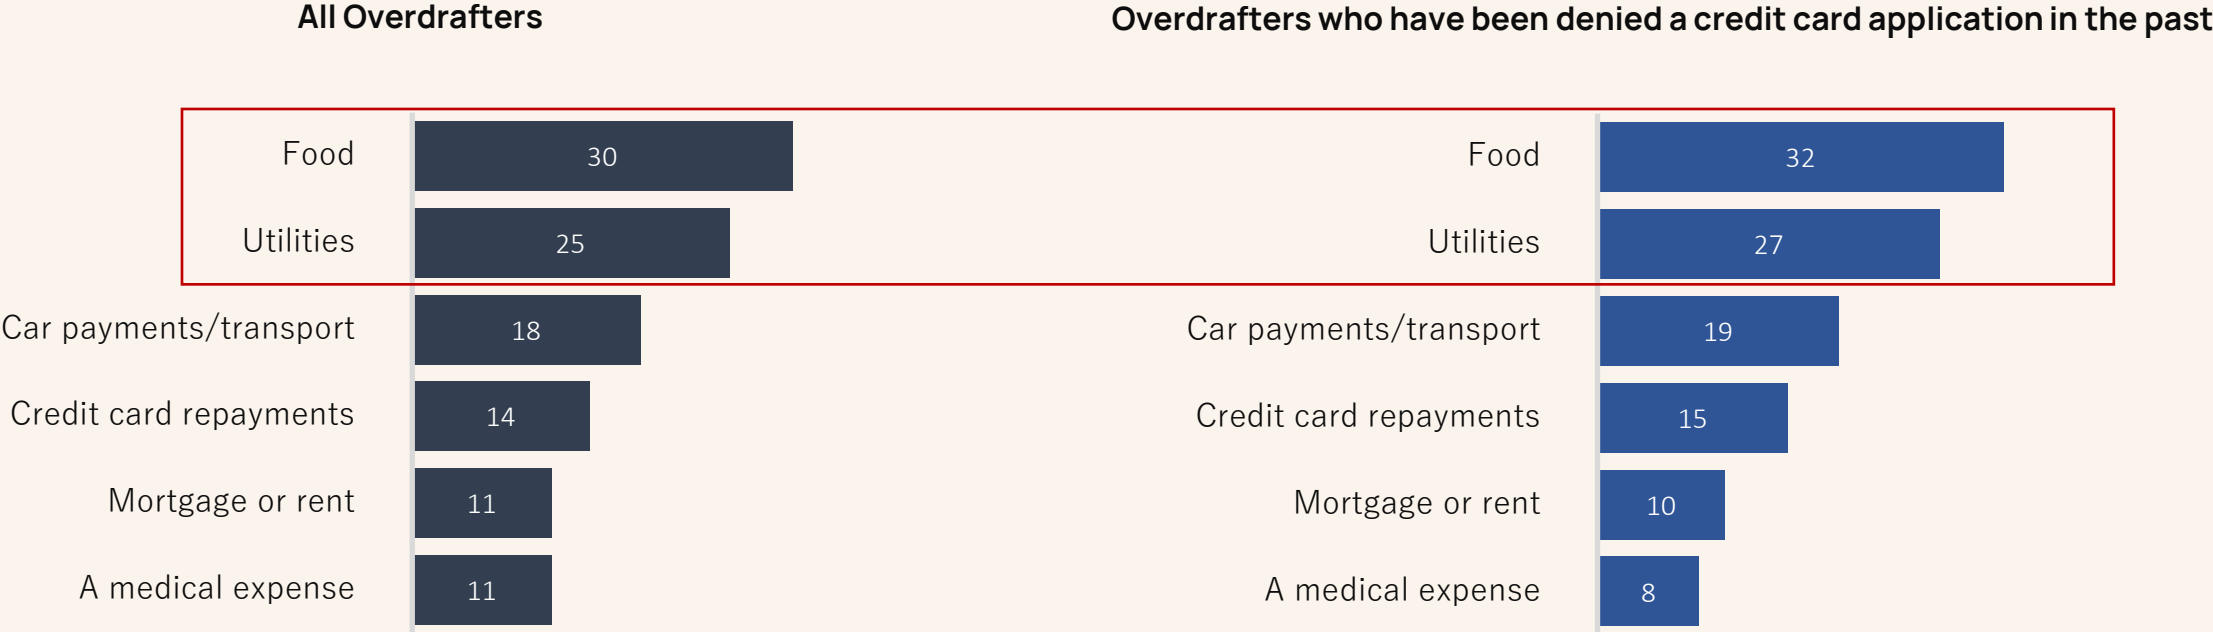 All Overdrafters
Food 30
Utilities 25
Car payments/transport 18
Credit card repayments 14
Mortgage or rent 11
A medical expense 11
Overdrafters who have been denied a credit card application in the past
Food 32
Utilities 27
Car payments/transport 19
Credit card repayments 15
Mortgage or rent 10
A medical expense 8